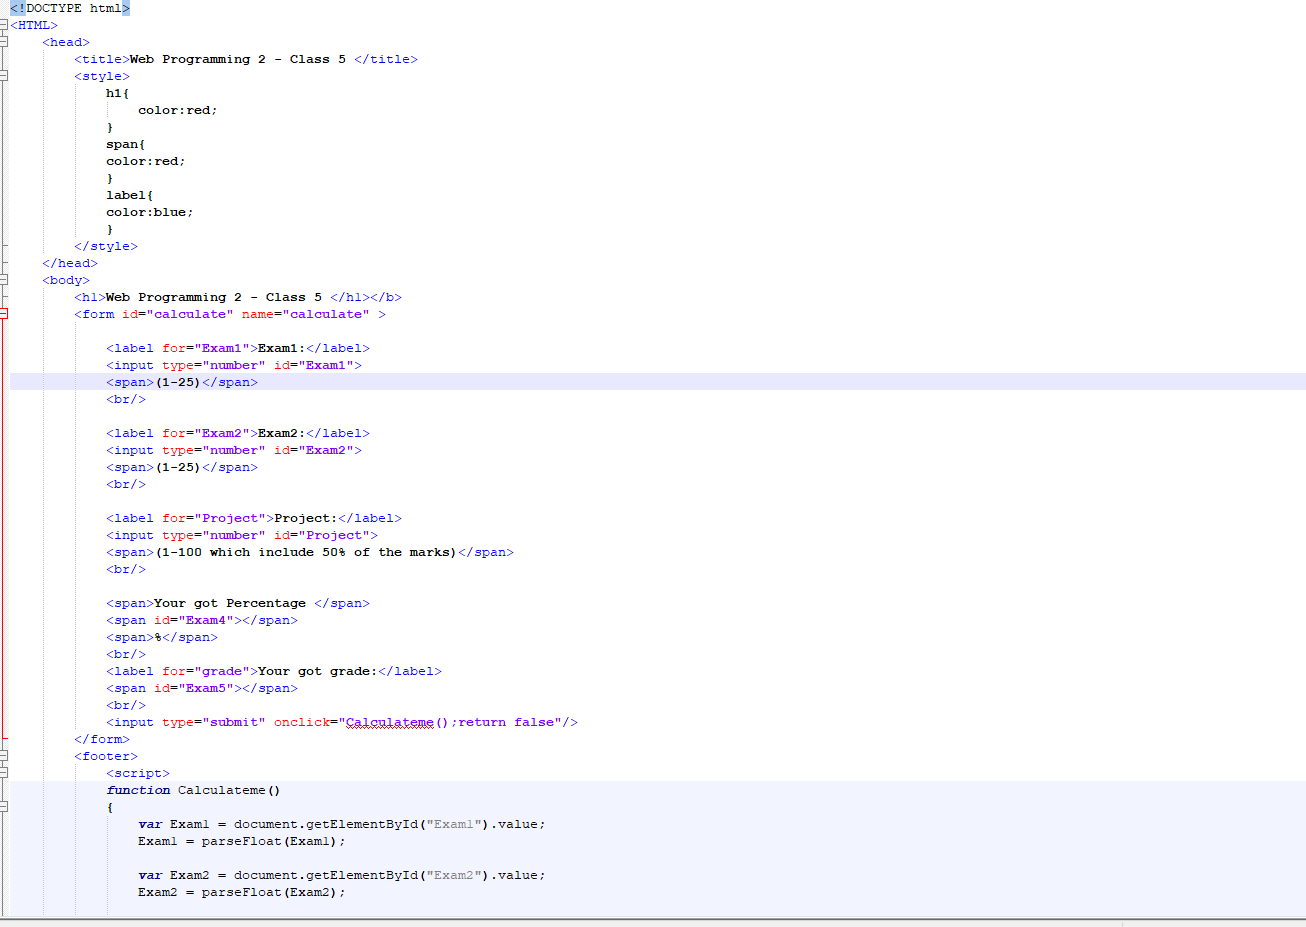 <!DOCTYPE html>
<HTML>
<head>
<title>Web Programming 2 - Class 5 </title>
<style>
h1{
color:red;
}
span{
color:red;
}
label{
color:blue;
}
</style>
</head>
<body>
<h1>Web Programming 2 - Class 5 </h1></b>
<form id="calculate" name="calculate" >
<label for="Exam1">Exam1:</label>
<input type="number" id="Exam1">
<span>(1-25)</span>
<br/>
<label for="Exam2">Exam2:</label>
<input type="number" id="Exam2">
<span>(1-25)</span>
<br/>
<label for="Project">Project:</label>
<input type="number" id="Project">
<span>(1-100 which include 50% of the marks)</span>
<br/>
<span>Your got Percentage </span>
<span id="Exam4"></span>
<span>%</span>
<br/>
<label for="grade">Your got grade:</label>
<span id="Exam5"></span>
<br/>
<input type="submit" onclick="Calculateme();return false"/>
</form>
<footer>
<script>
function Calculateme()
{
var Exam1 = document.getElementById("Exam1").value;
Exam1 = parseFloat(Exam1);
var Exam2 = document.getElementById("Exam2").value;
Exam2 = parseFloat(Exam2);